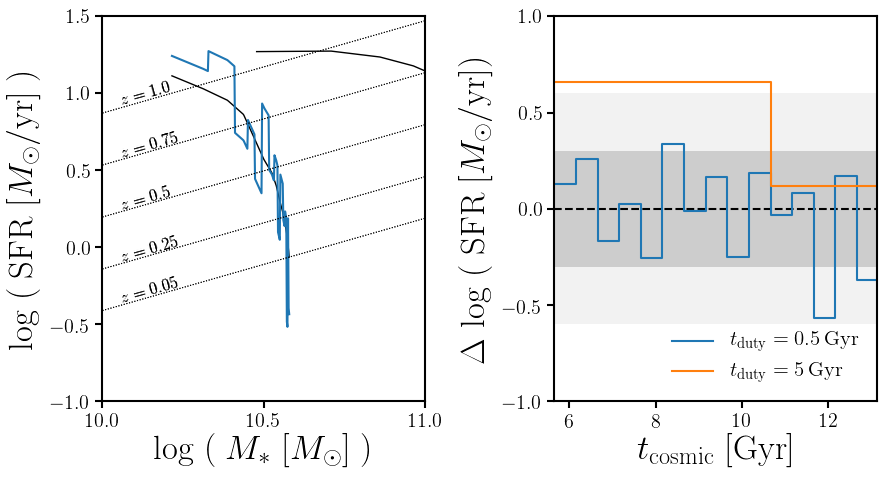 log ( SFR [M⊙/yr] )
1.5
1.0
0.5
0.0
−0.5
−1.0
z = 1.0
z = 0.75
z = 0.5
z = 0.25
z = 0.05
10.0 10.5 11.0
log ( M∗ [M⊙] )
Δ log ( SFR [M⊙/yr])
1.0
0.5
0.0
−0.5
−1.0
t_duty = 0.5 Gyr
t_duty = 5 Gyr
6 8 10 12
t_cosmic [Gyr]